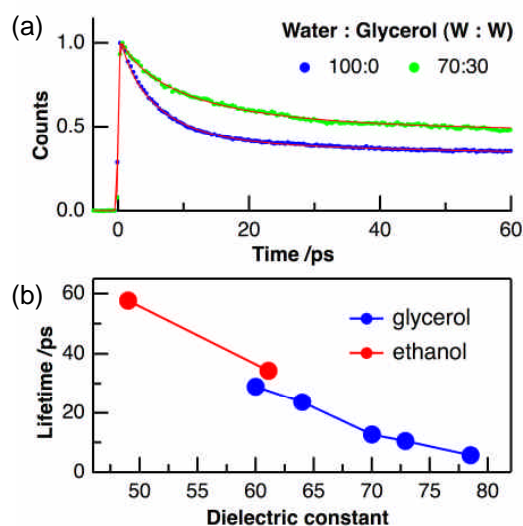 (a)
Water : Glycerol (W : W)
100:0 70:30
Counts
1.0
0.5
0.0
0 20 40 60
Time /ps
(b)
glycerol
ethanol
Lifetime /ps
60
40
20
0
50 55 60 65 70 75 80
Dielectric constant